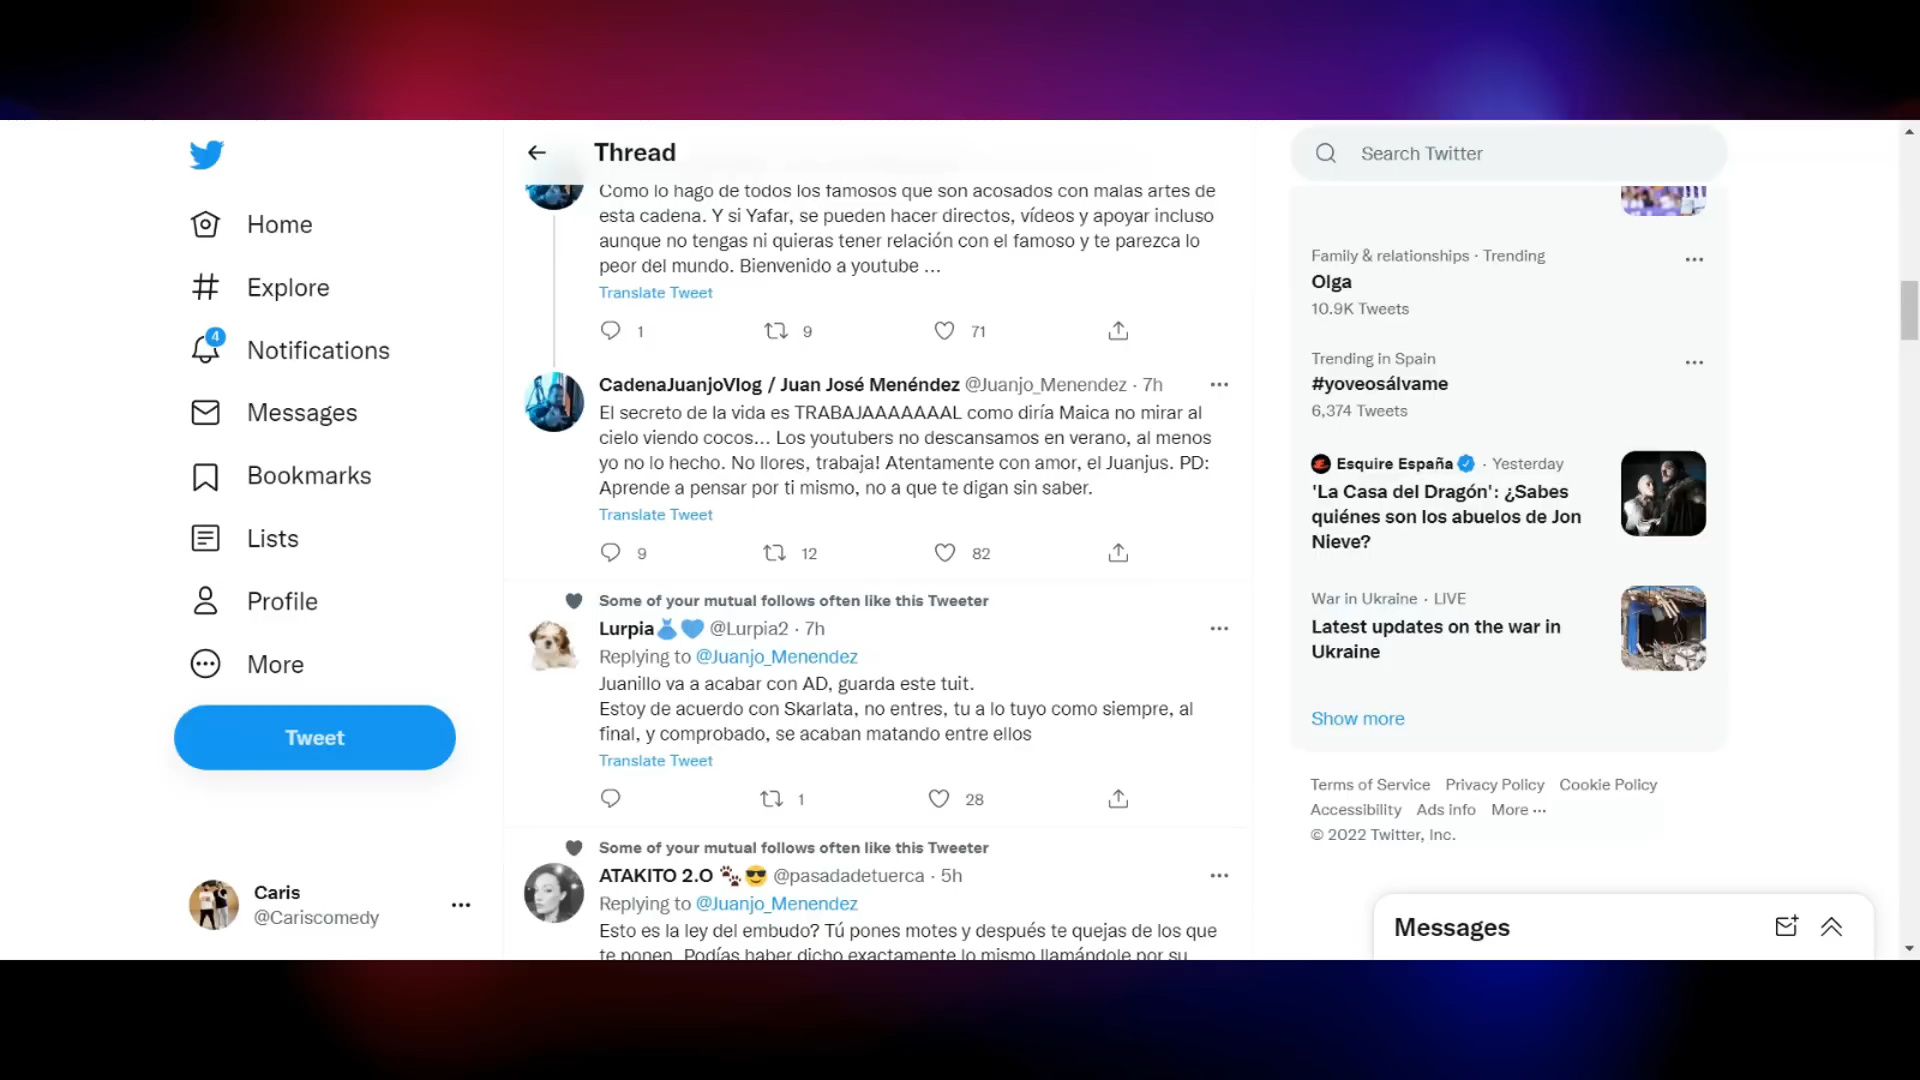 Home
Explore
4
Notifications
Messages
Bookmarks
Lists
Profile
More
Tweet
Caris
@Cariscomedy
Thread
Como lo hago de todos los famosos que son acosados con malas artes de
esta cadena. Y si Yafar, se pueden hacer directos, vídeos y apoyar incluso
aunque no tengas ni quieras tener relación con el famoso y te parezca lo
peor del mundo. Bienvenido a youtube ...
Translate Tweet
1 9 71
CadenaJuanjoVlog / Juan José Menéndez @Juanjo_Menendez · 7h
El secreto de la vida es TRABAJAAAAAAAL como diría Maica no mirar al
cielo viendo cocos... Los youtubers no descansamos en verano, al menos
yo no lo hecho. No llores, trabaja! Atentamente con amor, el Juanjus. PD:
Aprende a pensar por ti mismo, no a que te digan sin saber.
Translate Tweet
9 12 82
Some of your mutual follows often like this Tweeter
Lurpia @Lurpia2 · 7h
Replying to @Juanjo_Menendez
Juanillo va a acabar con AD, guarda este tuit.
Estoy de acuerdo con Skarlata, no entres, tu a lo tuyo como siempre, al
final, y comprobado, se acaban matando entre ellos
Translate Tweet
1 28
Some of your mutual follows often like this Tweeter
ATAKITO 2.O @pasadadetuerca · 5h
Replying to @Juanjo_Menendez
Esto es la ley del embudo? Tú pones motes y después te quejas de los que
te ponen. Podías haber dicho exactamente lo mismo llamándole por su
Search Twitter
Family & relationships · Trending
Olga
10.9K Tweets
Trending in Spain
#yoveosálvame
6,374 Tweets
Esquire España · Yesterday
'La Casa del Dragón': ¿Sabes
quiénes son los abuelos de Jon
Nieve?
War in Ukraine · LIVE
Latest updates on the war in
Ukraine
Show more
Terms of Service Privacy Policy Cookie Policy
Accessibility Ads info More ...
© 2022 Twitter, Inc.
Messages